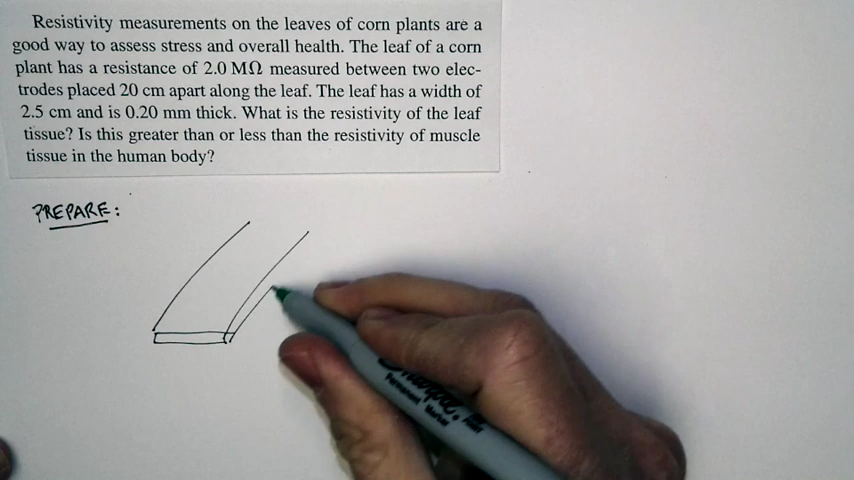 Resistivity measurements on the leaves of corn plants are a
good way to assess stress and overall health. The leaf of a corn
plant has a resistance of 2.0 MΩ measured between two elec-
trodes placed 20 cm apart along the leaf. The leaf has a width of
2.5 cm and is 0.20 mm thick. What is the resistivity of the leaf
tissue? Is this greater than or less than the resistivity of muscle
tissue in the human body?
PREPARE:
Sharpie.
Permanent Marker